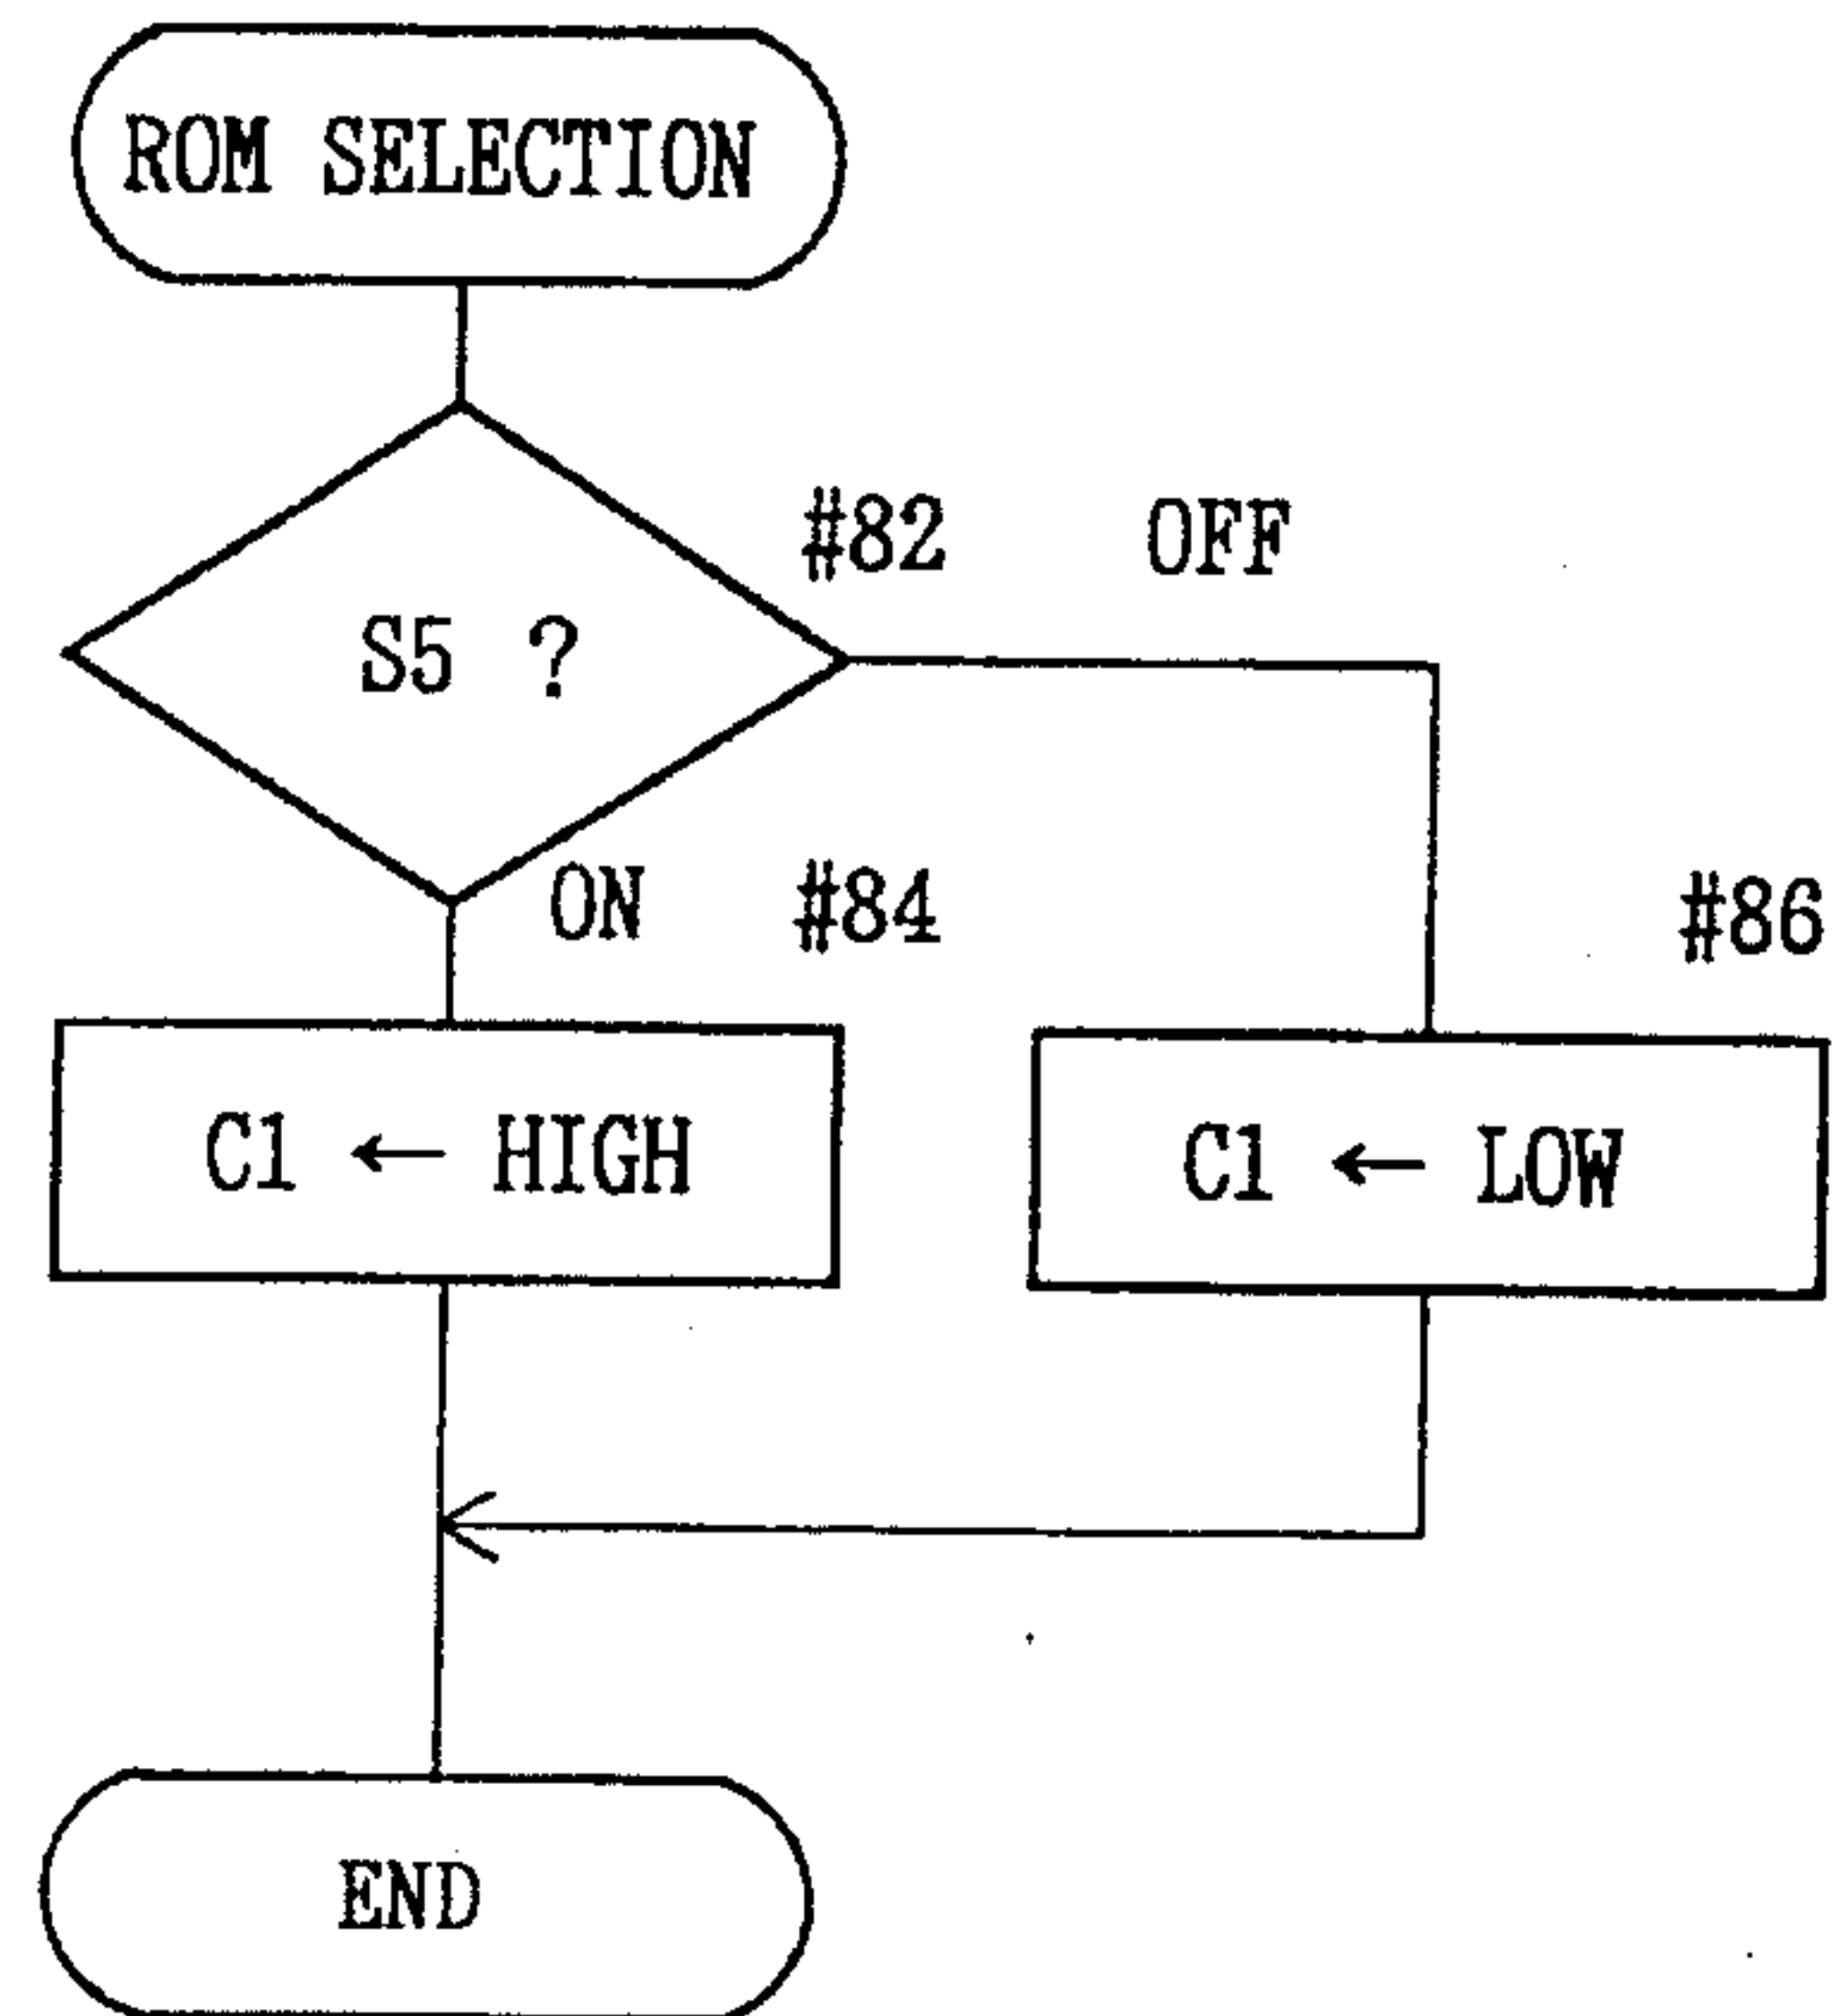 ROM SELECTION
#82
OFF
S5 ?
ON
#84
#86
C1 ← HIGH
C1 ← LOW
END